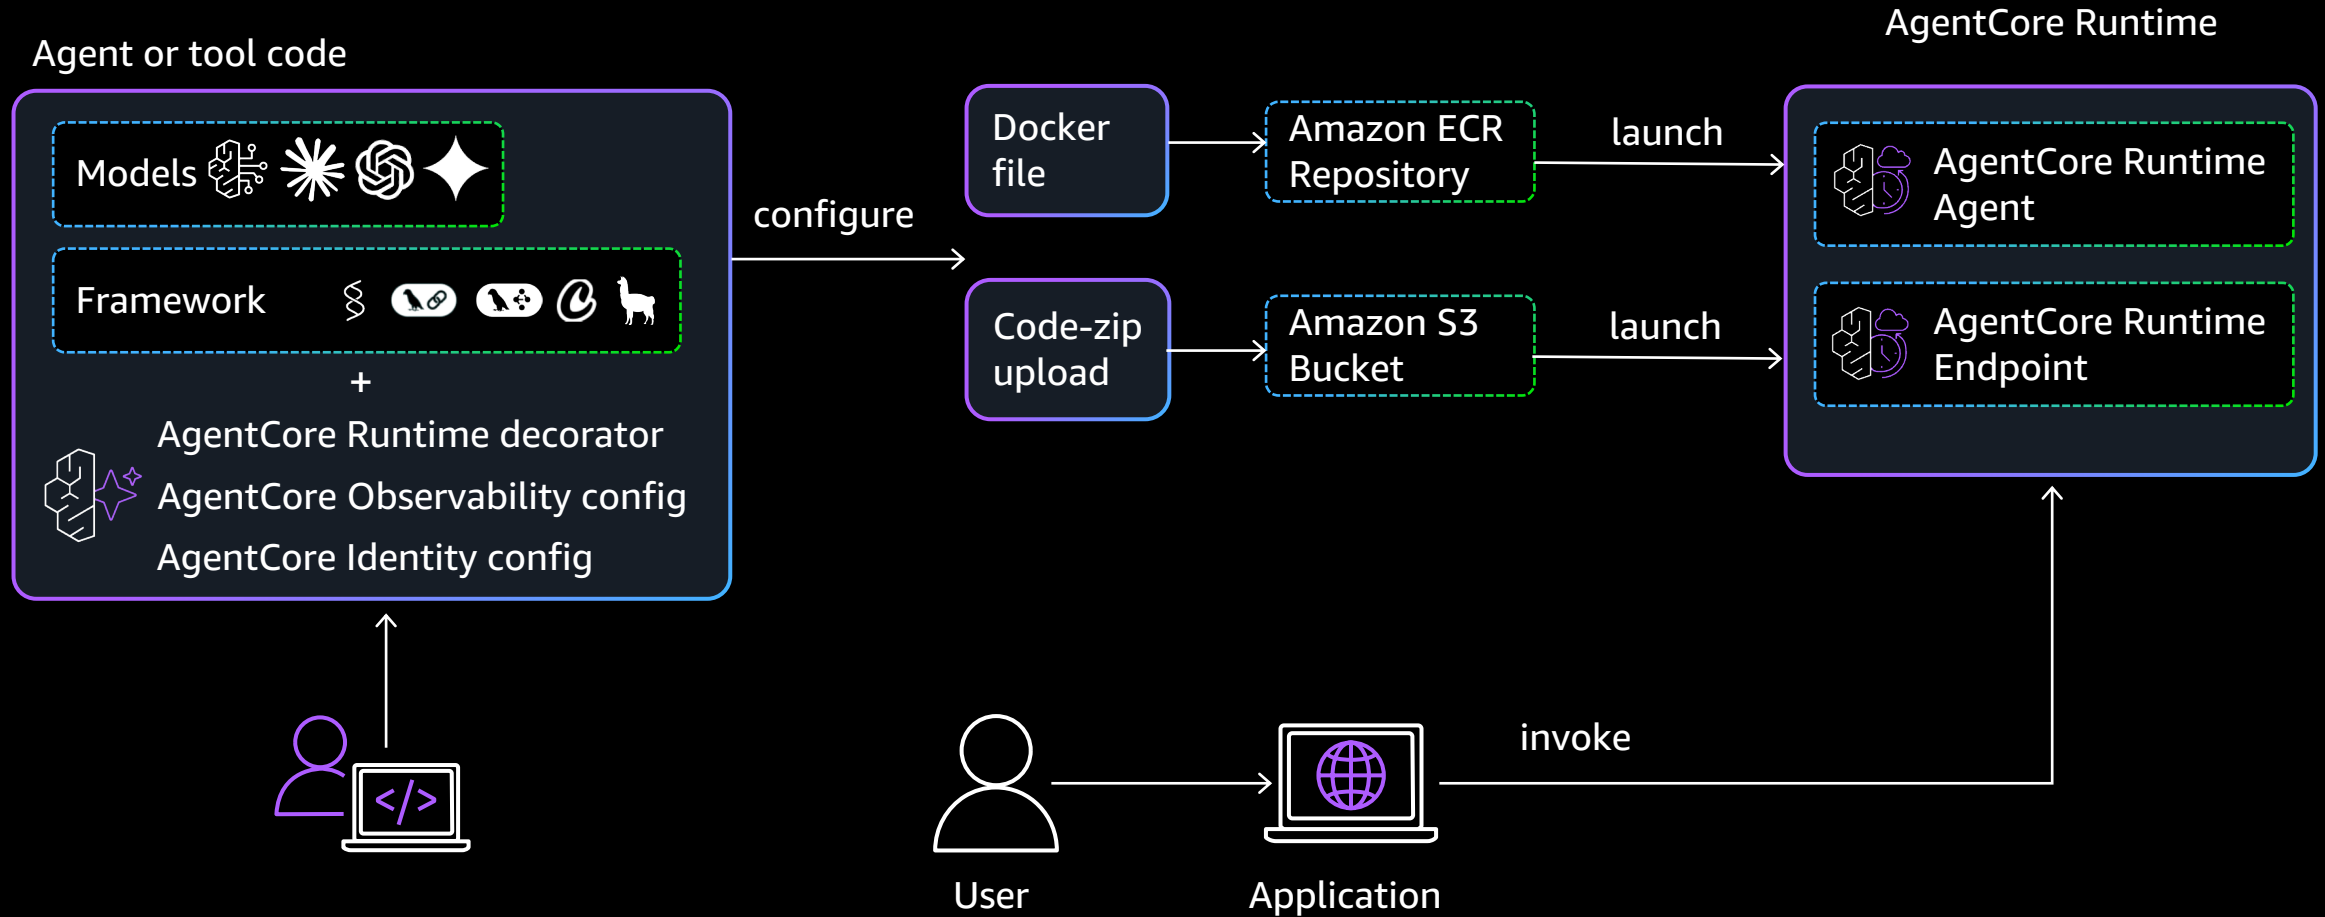 Agent or tool code
Models
Framework
+
AgentCore Runtime decorator
AgentCore Observability config
AgentCore Identity config
configure
Docker
file
Code-zip
upload
Amazon ECR
Repository
Amazon S3
Bucket
launch
launch
AgentCore Runtime
AgentCore Runtime
Agent
AgentCore Runtime
Endpoint
</>
User
Application
invoke